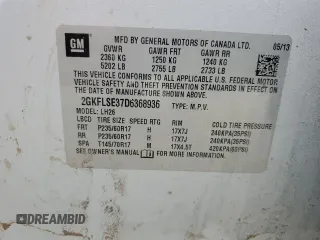 GM
MFD BY GENERAL MOTORS OF CANADA LTD.
05/13
GVWR GAWR FRT GAWR RR
2360 KG 1250 KG 1240 KG
5202 LB 2755 LB 2733 LB
THIS VEHICLE CONFORMS TO ALL APPLICABLE U.S. FEDERAL MOTOR
VEHICLE SAFETY AND THEFT PREVENTION STANDARDS IN EFFECT ON THE DATE OF
MANUFACTURE SHOWN ABOVE.
2GKFLSE37D6368936 TYPE: M.P.V.
MODEL: LH26
LBCD TIRE SIZE SPEED RTG RIM COLD TIRE PRESSURE
FRT P235/60R17 H 17X7J 240KPA(35PSI)
RR P235/60R17 H 17X7J 240KPA(35PSI)
SPA T145/70R17 M 17X4.5T 420KPA(60PSI)
SEE OWNER'S MANUAL FOR ADDITIONAL INFORMATION
DREAMBID